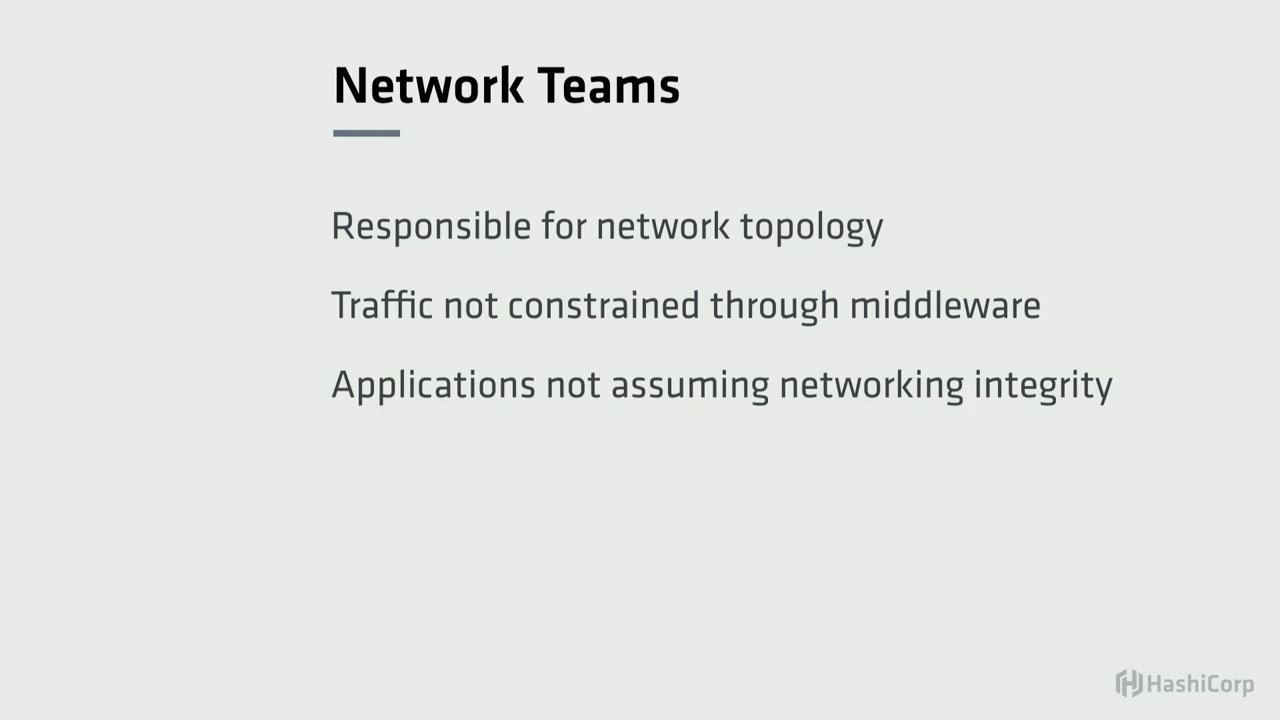 Network Teams
Responsible for network topology
Traffic not constrained through middleware
Applications not assuming networking integrity
HashiCorp